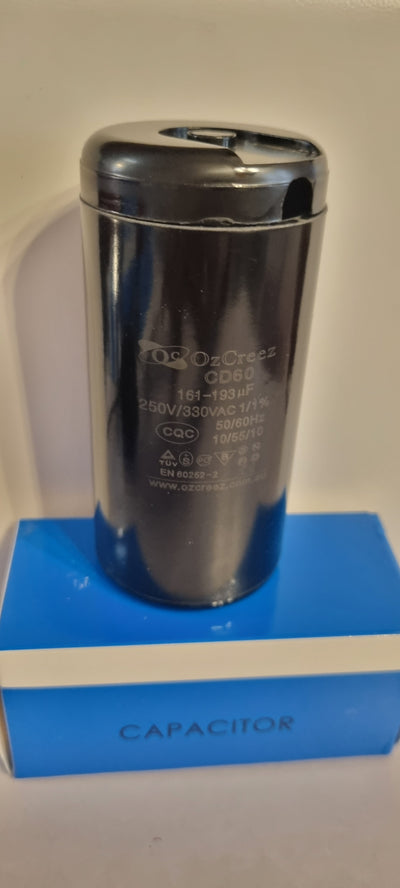 OzCreez
CD60
161-193µF
250V/330VAC 1/1%
CQC
50/60Hz
10/55/10
TÜV
EN 60252-2
www.ozcreez.com.au
CAPACITOR